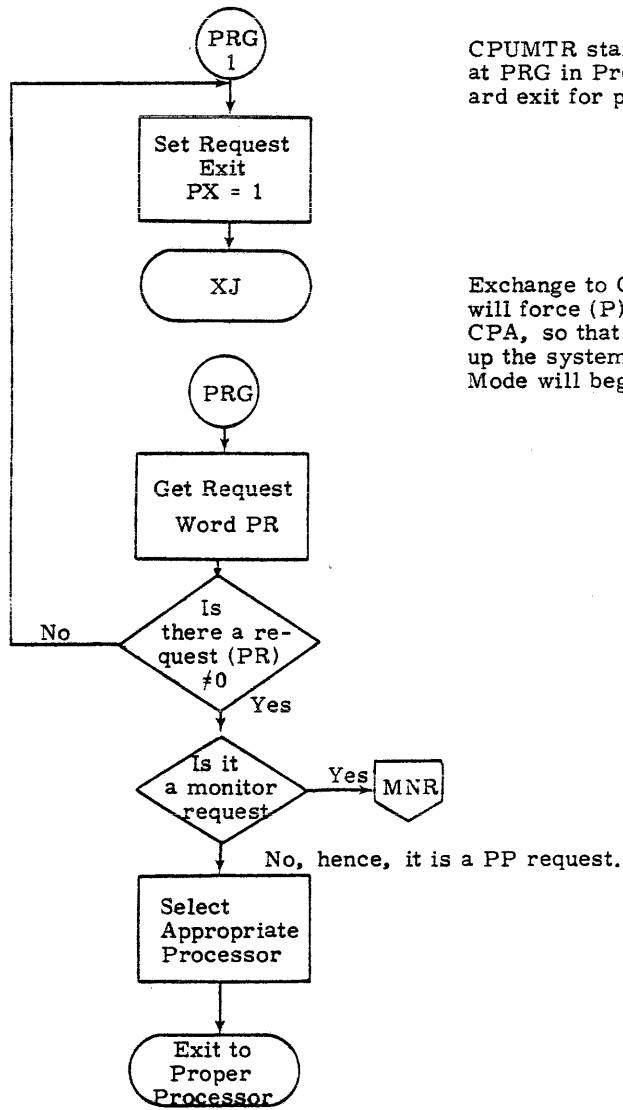 PRG
1
CPUMTR sta
at PRG in Pr
ard exit for p
Set Request
Exit
PX = 1
XJ
Exchange to
will force (P)
CPA, so that
up the system
Mode will beg
PRG
Get Request
Word PR
Is
there a re-
quest (PR)
≠0
No
Yes
Is it
a monitor
request
Yes
MNR
No, hence, it is a PP request.
Select
Appropriate
Processor
Exit to
Proper
Processor